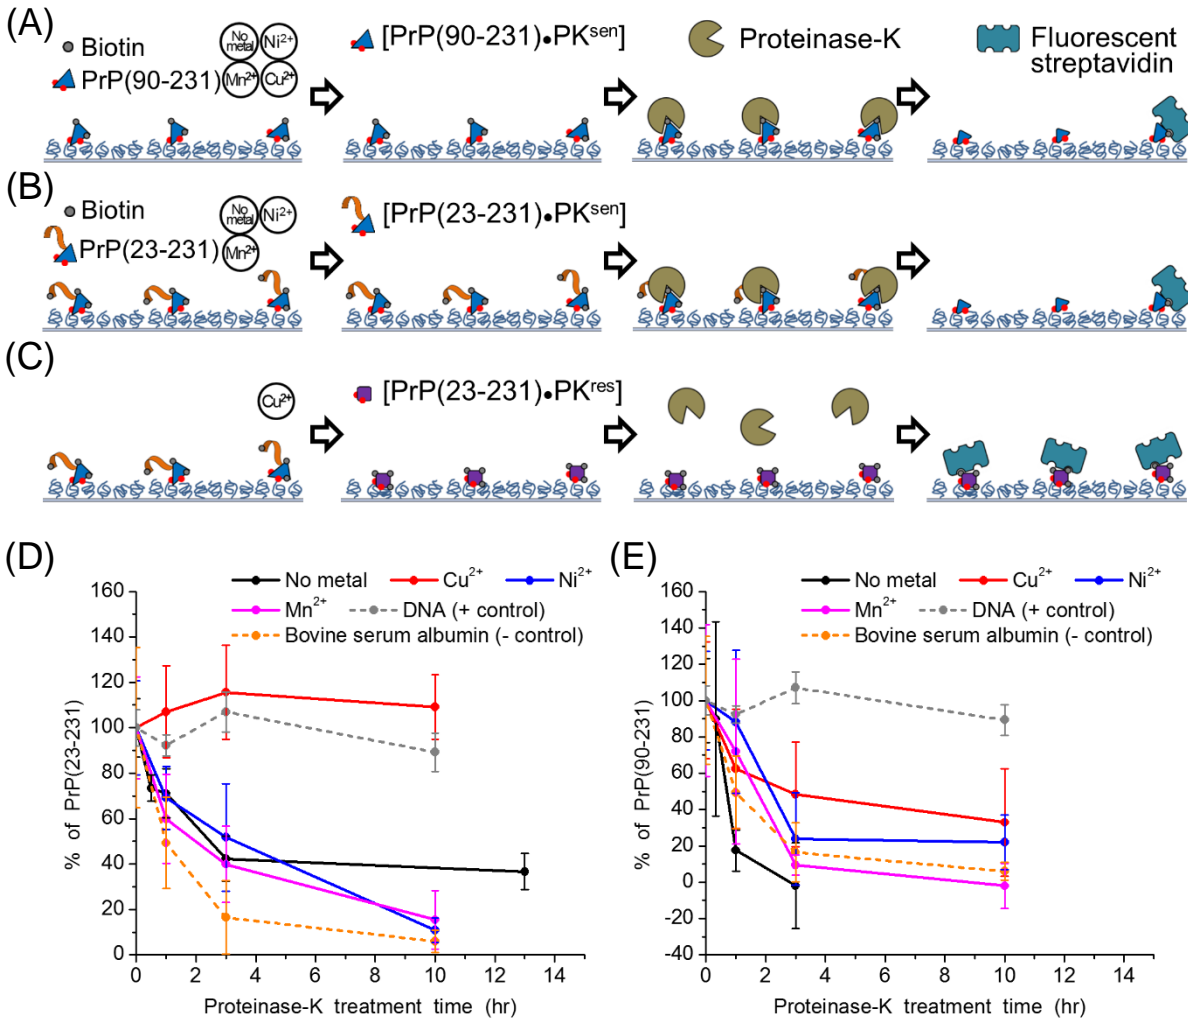 (A)
Biotin
PrP(90-231)
No
metal
Ni²⁺
Mn²⁺
Cu²⁺
[PrP(90-231)•PKˢᵉⁿ]
Proteinase-K
Fluorescent
streptavidin
(B)
Biotin
PrP(23-231)
No
metal
Ni²⁺
Mn²⁺
[PrP(23-231)•PKˢᵉⁿ]
(C)
Cu²⁺
[PrP(23-231)•PKʳᵉˢ]
(D)
No metal
Cu²⁺
Ni²⁺
Mn²⁺
DNA (+ control)
Bovine serum albumin (- control)
% of PrP(23-231)
160
140
120
100
80
60
40
20
0
0 2 4 6 8 10 12 14
Proteinase-K treatment time (hr)
(E)
No metal
Cu²⁺
Ni²⁺
Mn²⁺
DNA (+ control)
Bovine serum albumin (- control)
% of PrP(90-231)
160
140
120
100
80
60
40
20
0
-20
-40
0 2 4 6 8 10 12 14
Proteinase-K treatment time (hr)